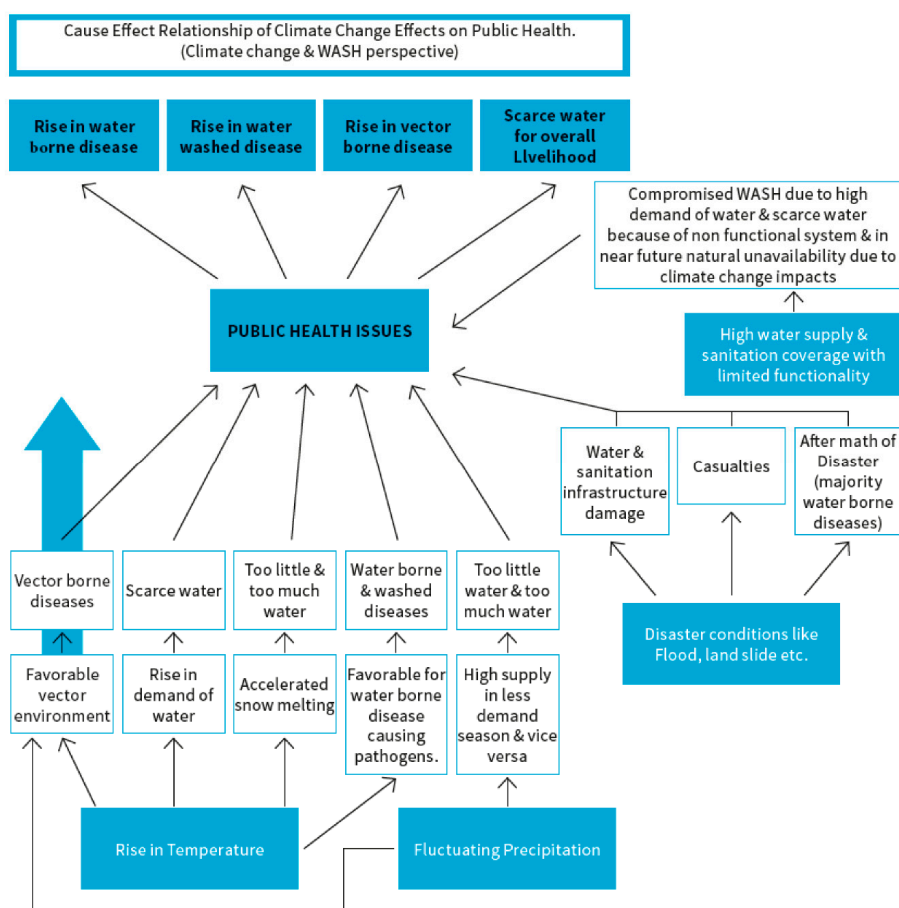 Cause Effect Relationship of Climate Change Effects on Public Health.
(Climate change & WASH perspective)
Rise in water
borne disease
Rise in water
washed disease
Rise in vector
borne disease
Scarce water
for overall
Llvelihood
Compromised WASH due to high
demand of water & scarce water
because of non functional system & in
near future natural unavailability due to
climate change impacts
PUBLIC HEALTH ISSUES
High water supply &
sanitation coverage with
limited functionality
Water &
sanitation
infrastructure
damage
Casualties
After math of
Disaster
(majority
water borne
diseases)
Vector borne
diseases
Scarce water
Too little &
too much
water
Water borne
& washed
diseases
Too little
water & too
much water
Disaster conditions like
Flood, land slide etc.
Favorable
vector
environment
Rise in
demand of
water
Accelerated
snow melting
Favorable for
water borne
disease
causing
pathogens.
High supply
in less
demand
season & vice
versa
Rise in Temperature
Fluctuating Precipitation